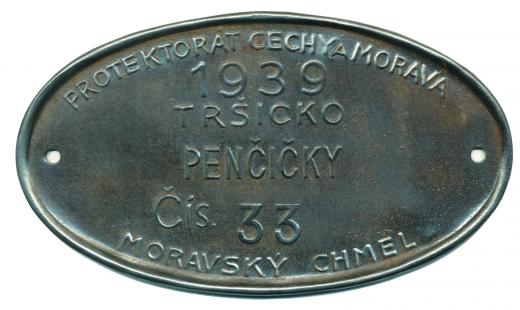 PROTEKTORAT CECHY A MORAVA
1939
TRŠICKO
PENČIČKY
Čís. 33
MORAVSKÝ CHMEL